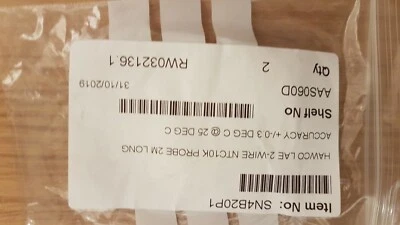 Item No: SN4B20P1
HAWCO LAE 2-WIRE NTC10K PROBE 2M LONG
ACCURACY +/-0.3 DEG C @ 25 DEG C
Shelf No
AAS060D 31/10/2019
Qty 2 RW032136.1